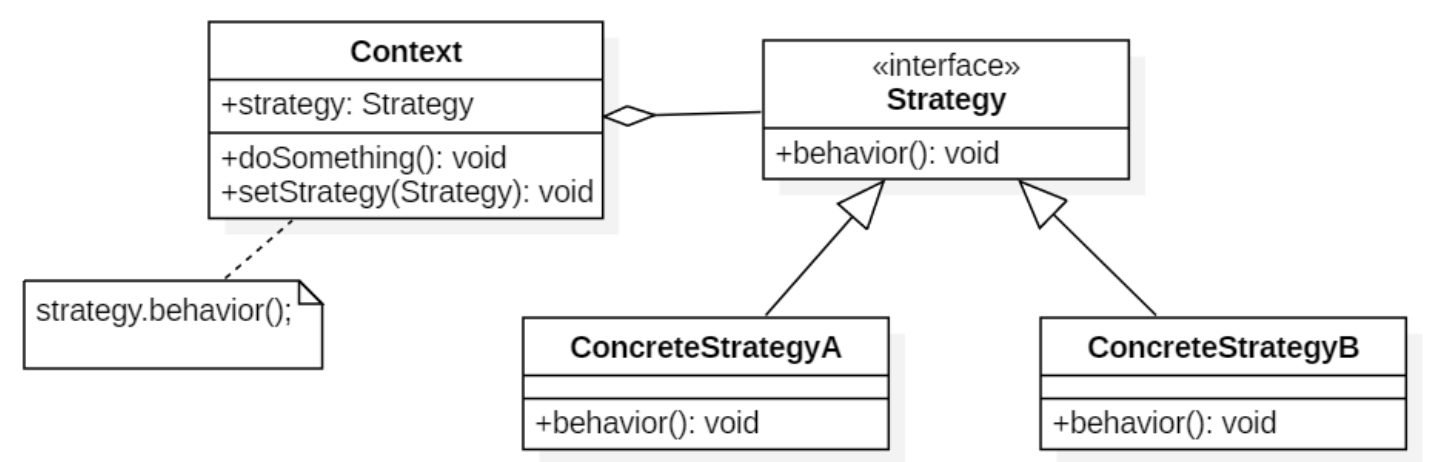 Context
+strategy: Strategy
+doSomething(): void
+setStrategy(Strategy): void
strategy.behavior();
«interface»
Strategy
+behavior(): void
ConcreteStrategyA
+behavior(): void
ConcreteStrategyB
+behavior(): void